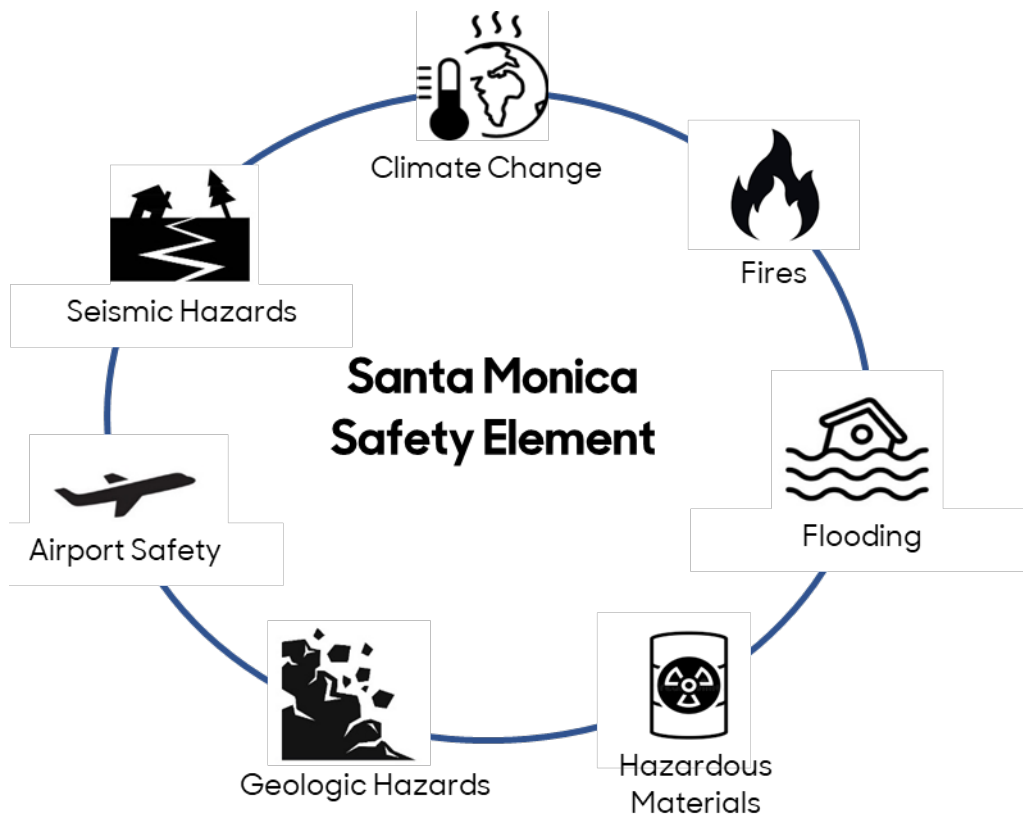 Climate Change
Fires
Seismic Hazards
Santa Monica
Safety Element
Flooding
Airport Safety
Hazardous
Materials
Geologic Hazards